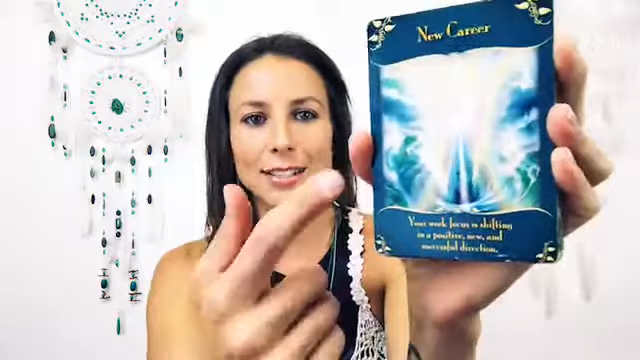 New Career
Your work focus is shifting
in a positive, new, and
successful direction.